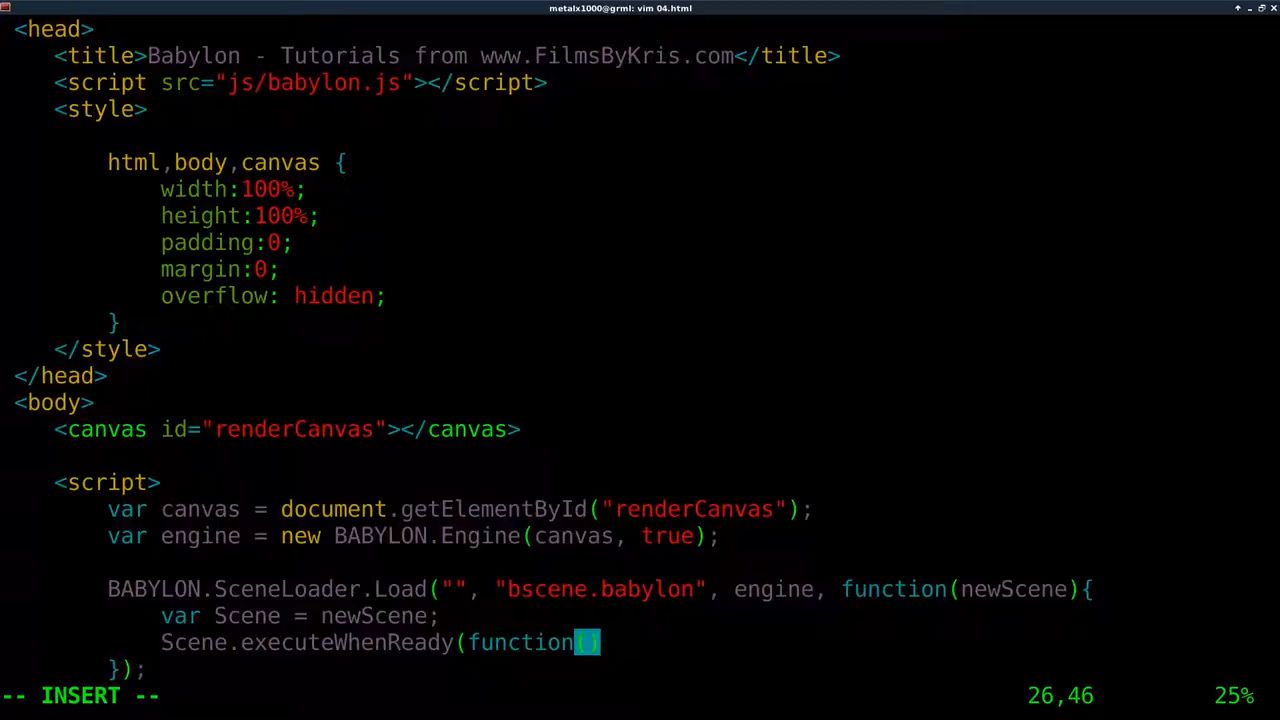 metalx1000@grml: vim 04.html
<head>
    <title>Babylon - Tutorials from www.FilmsByKris.com</title>
    <script src="js/babylon.js"></script>
    <style>
        html,body,canvas {
            width:100%;
            height:100%;
            padding:0;
            margin:0;
            overflow: hidden;
        }
    </style>
</head>
<body>
    <canvas id="renderCanvas"></canvas>
    <script>
        var canvas = document.getElementById("renderCanvas");
        var engine = new BABYLON.Engine(canvas, true);
        BABYLON.SceneLoader.Load("", "bscene.babylon", engine, function(newScene){
            var Scene = newScene;
            Scene.executeWhenReady(function()
        });
-- INSERT -- 26,46 25%